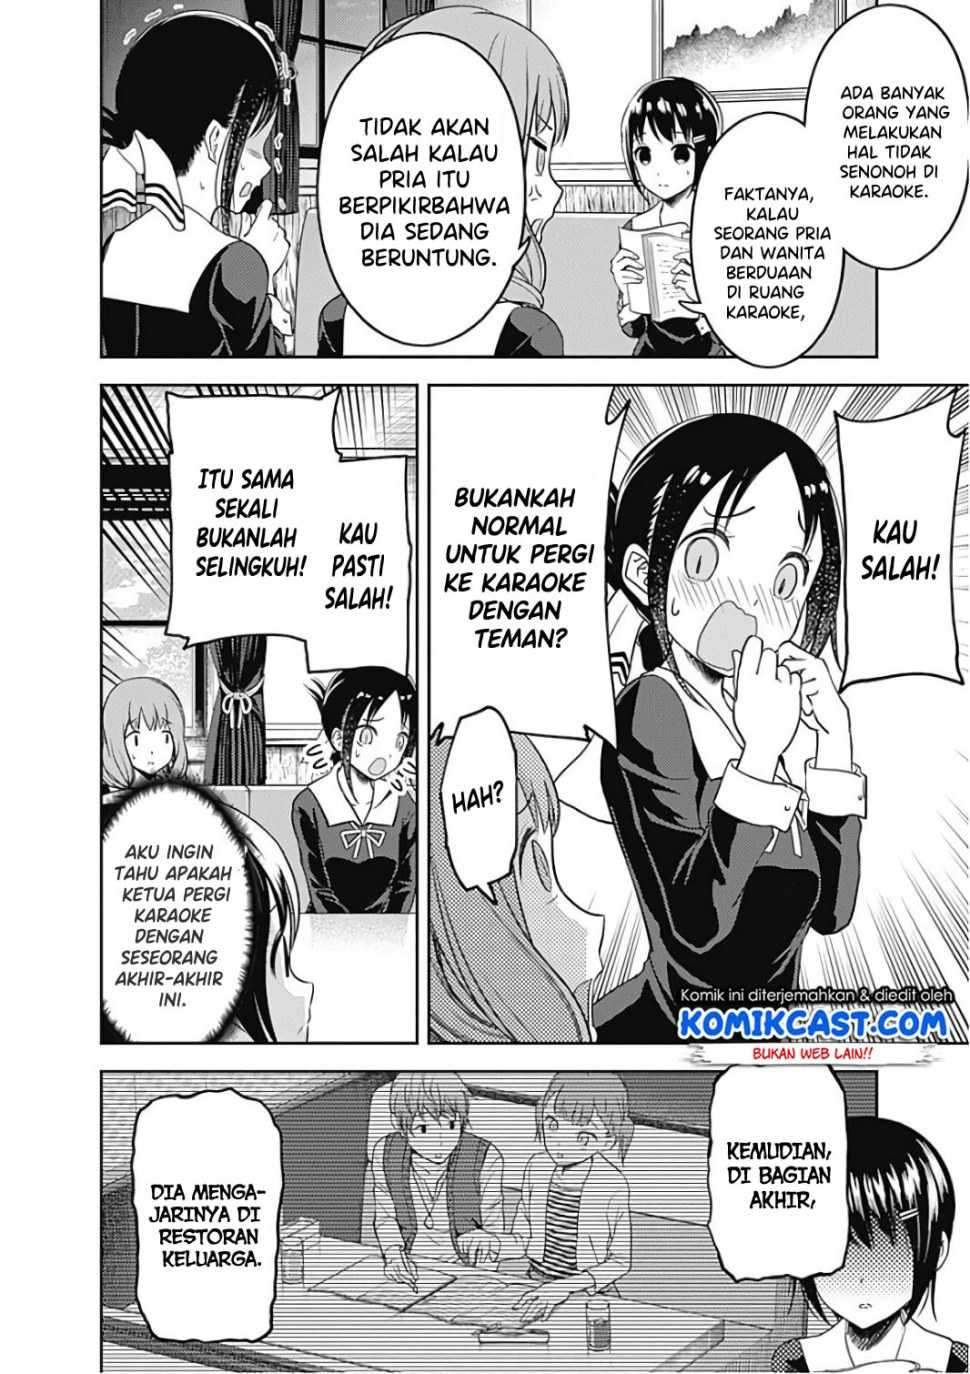 ADA BANYAK
ORANG YANG
MELAKUKAN
HAL TIDAK
SENONOH DI
KARAOKE.
FAKTANYA,
KALAU
SEORANG PRIA
DAN WANITA
BERDUAAN
DI RUANG
KARAOKE,
TIDAK AKAN
SALAH KALAU
PRIA ITU
BERPIKIRBAHWA
DIA SEDANG
BERUNTUNG.
KAU
SALAH!
BUKANKAH
NORMAL
UNTUK PERGI
KE KARAOKE
DENGAN
TEMAN?
HAH?
KAU
PASTI
SALAH!
ITU SAMA
SEKALI
BUKANLAH
SELINGKUH!
AKU INGIN
TAHU APAKAH
KETUA PERGI
KARAOKE
DENGAN
SESEORANG
AKHIR-AKHIR
INI.
Komik ini diterjemahkan & diedit oleh
KOMIKCAST.COM
BUKAN WEB LAIN!!
KEMUDIAN,
DI BAGIAN
AKHIR,
DIA MENGA-
JARINYA DI
RESTORAN
KELUARGA.